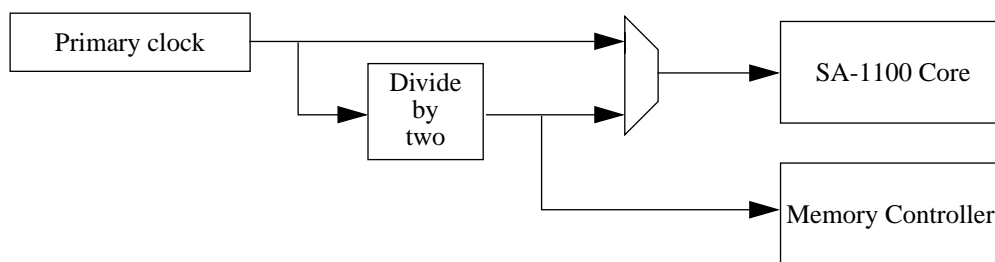 Primary clock
SA-1100 Core
Divide
by
two
Memory Controller